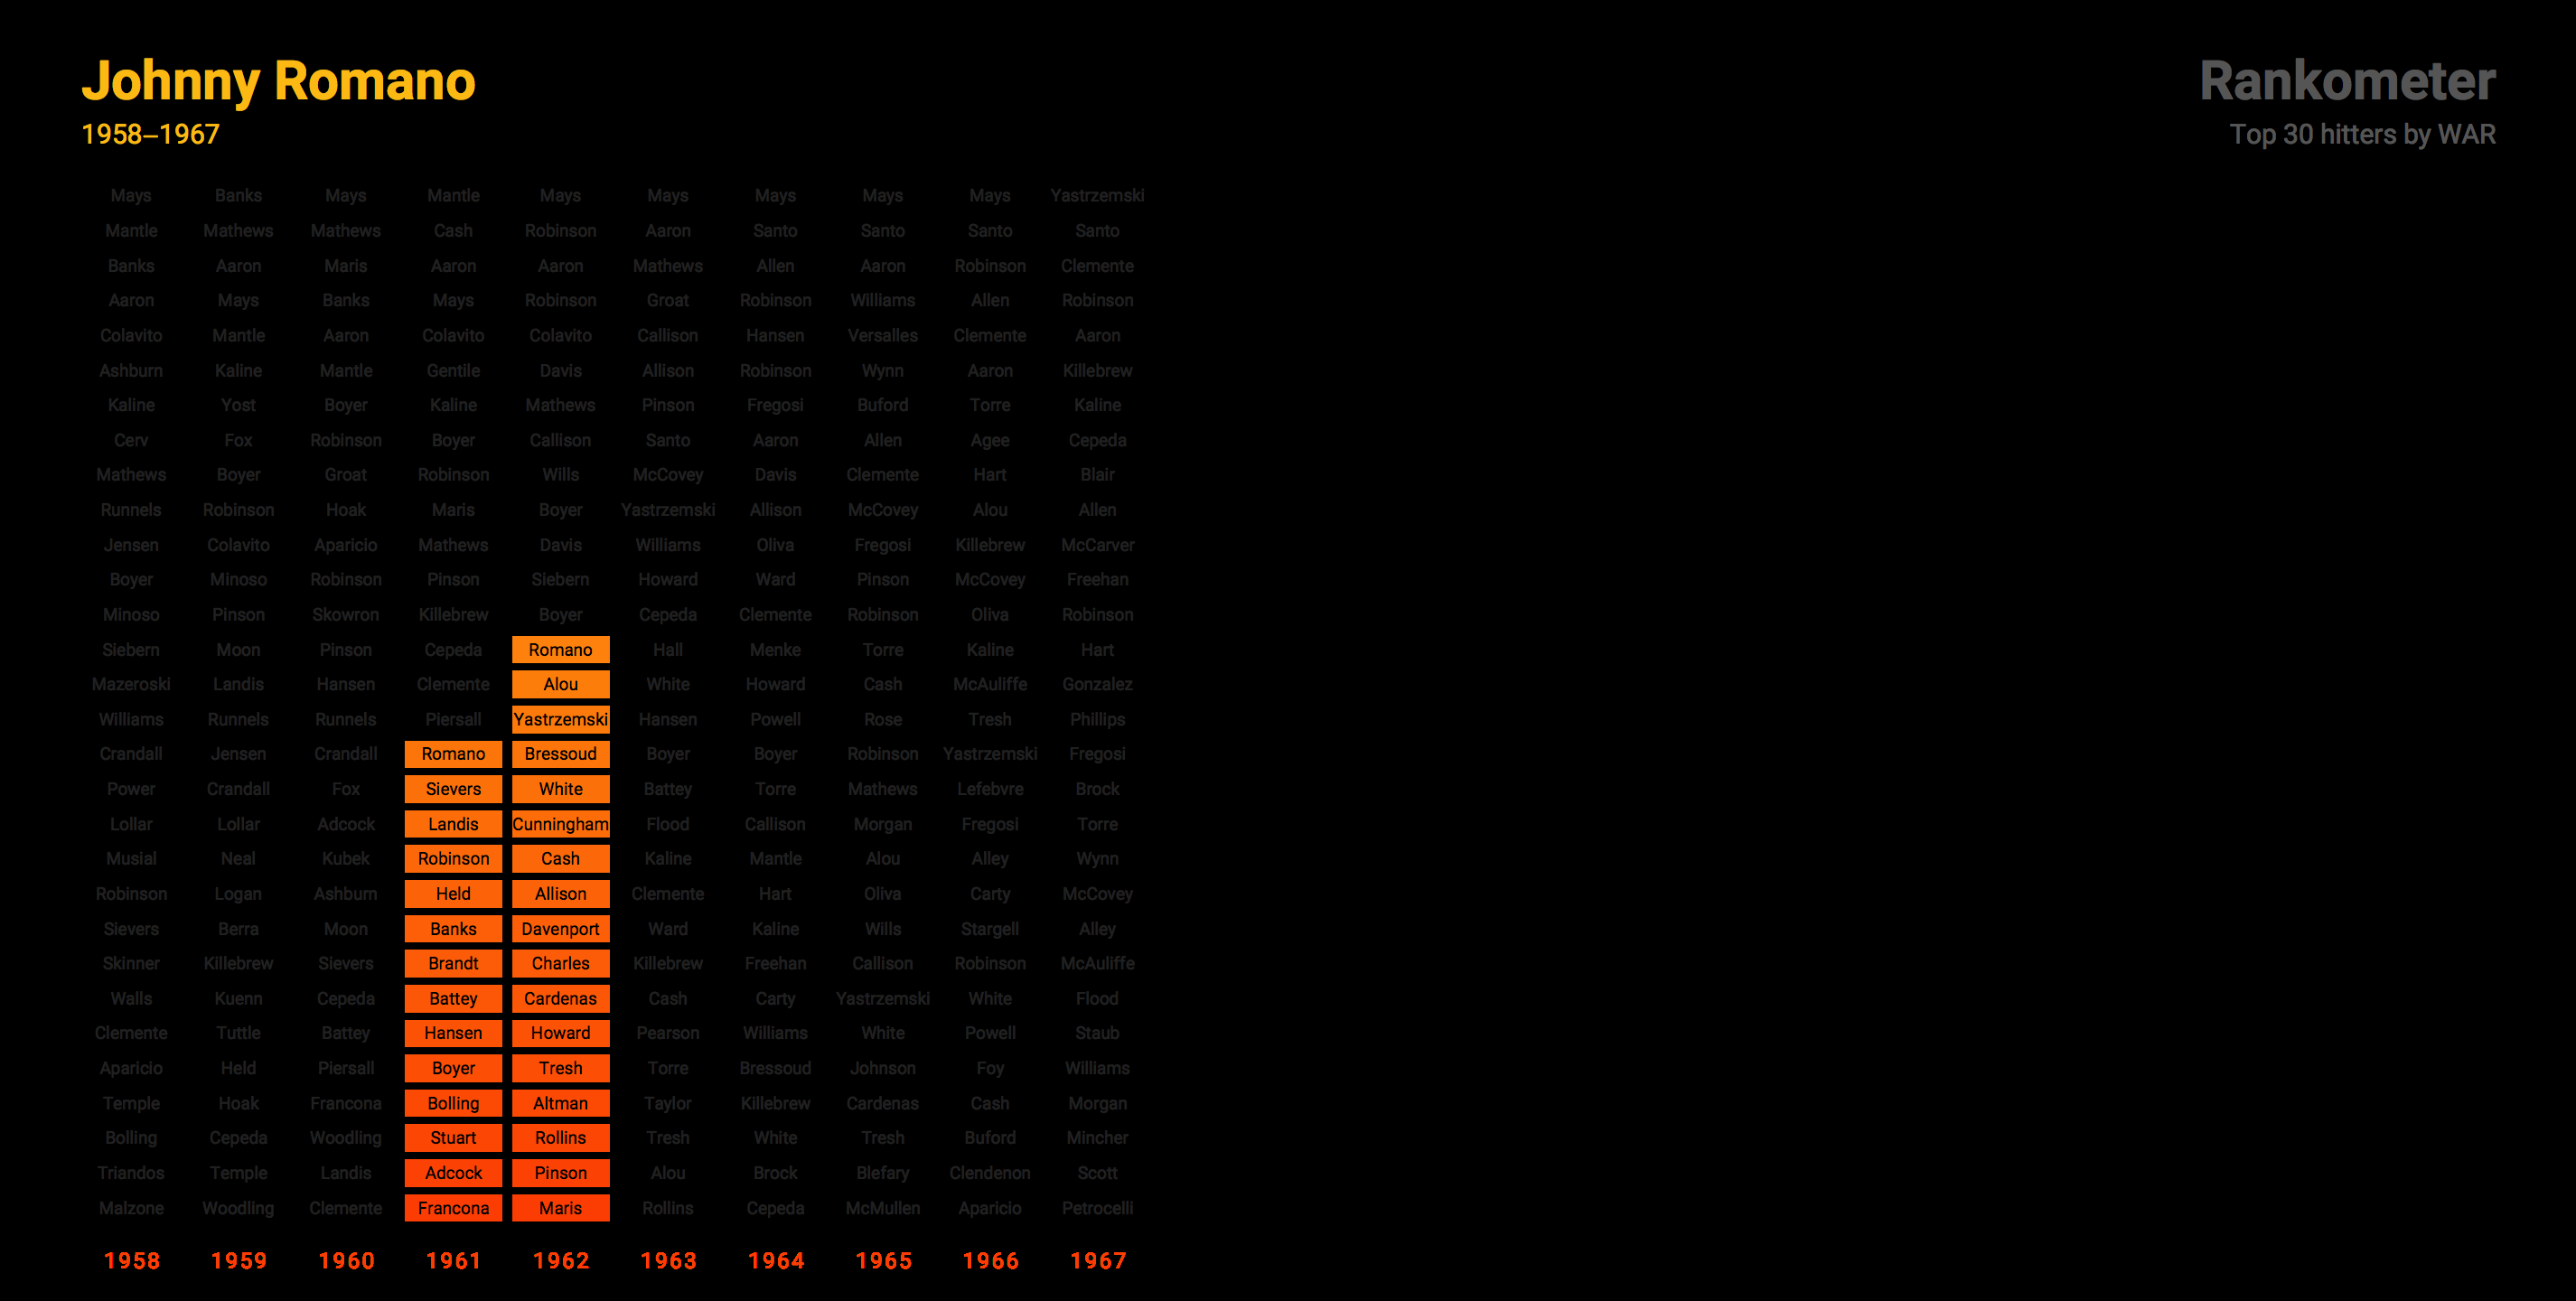 Johnny Romano
1958–1967
Rankometer
Top 30 hitters by WAR
Mays Banks Mays Mantle Mays Mays Mays Mays Mays Yastrzemski
Mantle Mathews Mathews Cash Robinson Aaron Santo Santo Santo Santo
Banks Aaron Maris Aaron Aaron Mathews Allen Aaron Robinson Clemente
Aaron Mays Banks Mays Robinson Groat Robinson Williams Allen Robinson
Colavito Mantle Aaron Colavito Colavito Callison Hansen Versalles Clemente Aaron
Ashburn Kaline Mantle Gentile Davis Allison Robinson Wynn Aaron Killebrew
Kaline Yost Boyer Kaline Mathews Pinson Fregosi Buford Torre Kaline
Cerv Fox Robinson Boyer Callison Santo Aaron Allen Agee Cepeda
Mathews Boyer Groat Robinson Wills McCovey Davis Clemente Hart Blair
Runnels Robinson Hoak Maris Boyer Yastrzemski Allison McCovey Alou Allen
Jensen Colavito Aparicio Mathews Davis Williams Oliva Fregosi Killebrew McCarver
Boyer Minoso Robinson Pinson Siebern Howard Ward Pinson McCovey Freehan
Minoso Pinson Skowron Killebrew Boyer Cepeda Clemente Robinson Oliva Robinson
Siebern Moon Pinson Cepeda Romano Hall Menke Torre Kaline Hart
Mazeroski Landis Hansen Clemente Alou White Howard Cash McAuliffe Gonzalez
Williams Runnels Runnels Piersall Yastrzemski Hansen Powell Rose Tresh Phillips
Crandall Jensen Crandall Romano Bressoud Boyer Boyer Robinson Yastrzemski Fregosi
Power Crandall Fox Sievers White Battey Torre Mathews Lefebvre Brock
Lollar Lollar Adcock Landis Cunningham Flood Callison Morgan Fregosi Torre
Musial Neal Kubek Robinson Cash Kaline Mantle Alou Alley Wynn
Robinson Logan Ashburn Held Allison Clemente Hart Oliva Carty McCovey
Sievers Berra Moon Banks Davenport Ward Kaline Wills Stargell Alley
Skinner Killebrew Sievers Brandt Charles Killebrew Freehan Callison Robinson McAuliffe
Walls Kuenn Cepeda Battey Cardenas Cash Carty Yastrzemski White Flood
Clemente Tuttle Battey Hansen Howard Pearson Williams White Powell Staub
Aparicio Held Piersall Boyer Tresh Torre Bressoud Johnson Foy Williams
Temple Hoak Francona Bolling Altman Taylor Killebrew Cardenas Cash Morgan
Bolling Cepeda Woodling Stuart Rollins Tresh White Tresh Buford Mincher
Triandos Temple Landis Adcock Pinson Alou Brock Blefary Clendenon Scott
Malzone Woodling Clemente Francona Maris Rollins Cepeda McMullen Aparicio Petrocelli
1958 1959 1960 1961 1962 1963 1964 1965 1966 1967